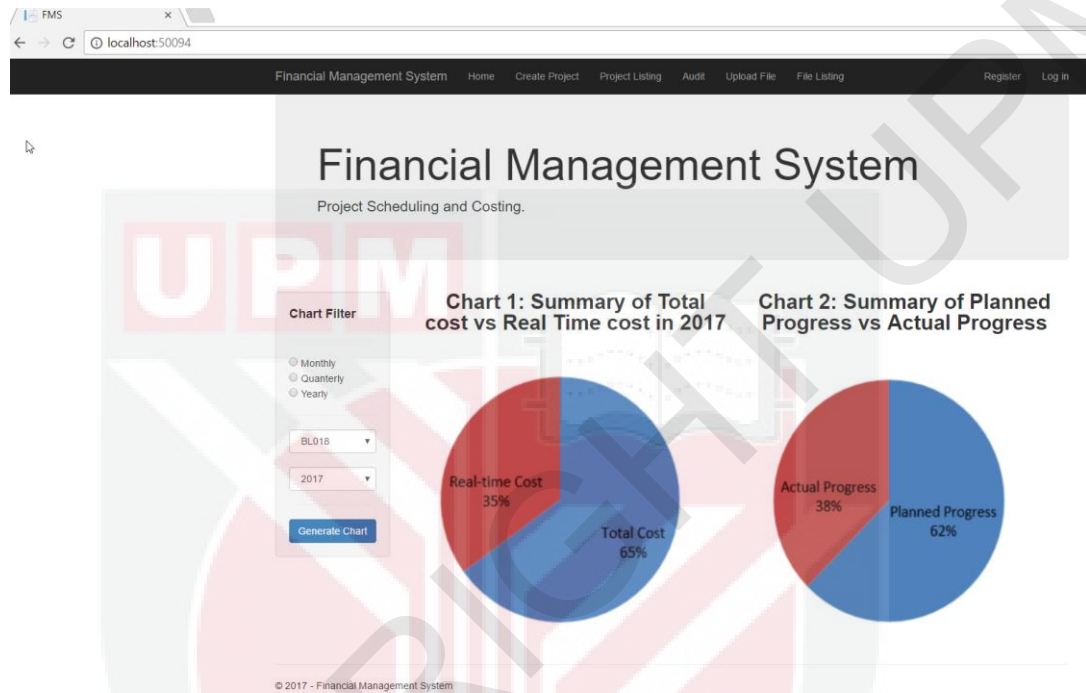 FMS
localhost:50094
Financial Management System Home Create Project Project Listing Audit Upload File File Listing Register Log in
Financial Management System
Project Scheduling and Costing.
UPM
Chart Filter
Monthly
Quanterly
Yearly
BL018
2017
Generate Chart
Chart 1: Summary of Total
cost vs Real Time cost in 2017
Real-time Cost
35%
Total Cost
65%
Chart 2: Summary of Planned
Progress vs Actual Progress
Actual Progress
38%
Planned Progress
62%
© 2017 - Financial Management System
RIGHT UPM